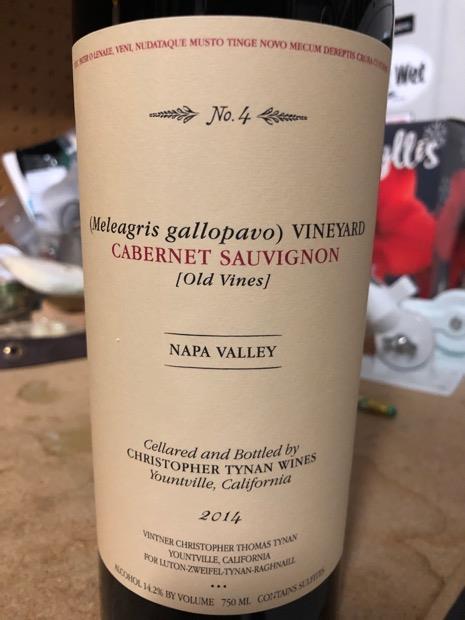 O LENAEE, VENI, NUDATAQUE MUSTO TINGE NOVO MECUM DEREPTIS CRURA
No. 4
(Meleagris gallopavo) VINEYARD
CABERNET SAUVIGNON
[Old Vines]
NAPA VALLEY
Cellared and Bottled by
CHRISTOPHER TYNAN WINES
Yountville, California
2014
VINTNER CHRISTOPHER THOMAS TYNAN
YOUNTVILLE, CALIFORNIA
FOR LUTON-ZWEIFEL-TYNAN-RAGHNAILL
•••
ALCOHOL 14.2% BY VOLUME 750 ML CONTAINS SULFITES
Wet